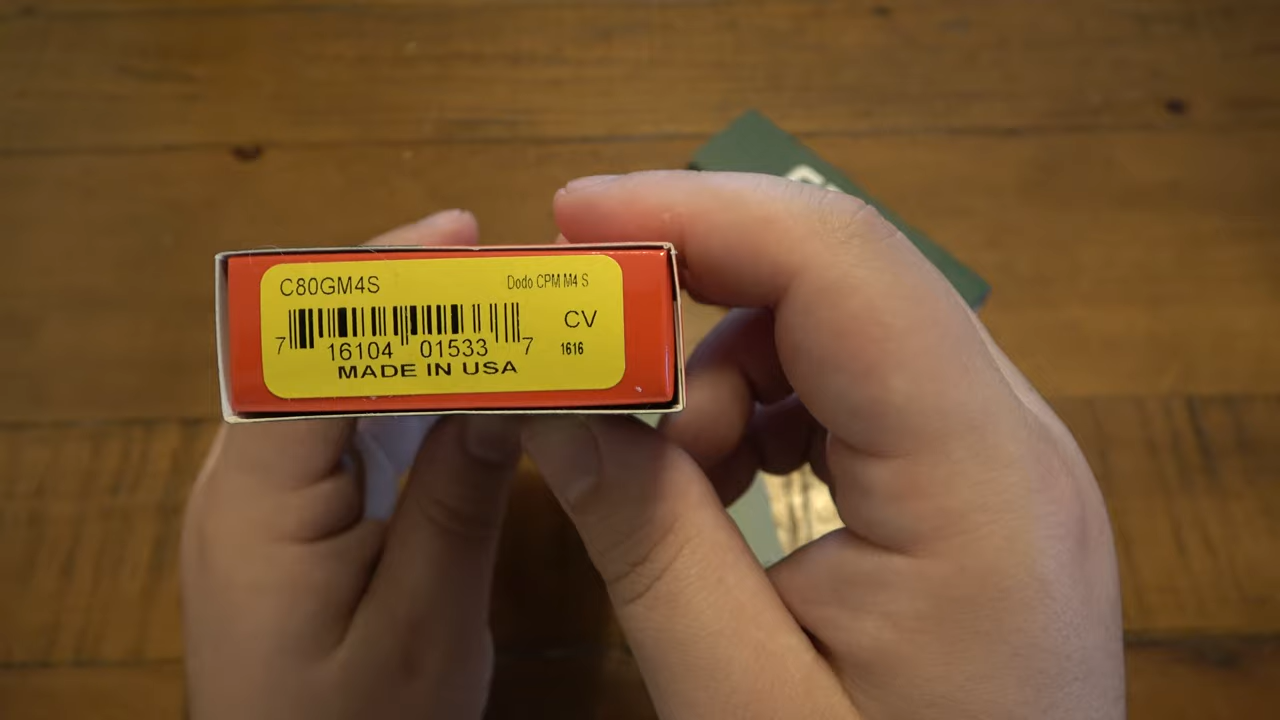 C80GM4S
Dodo CPM M4 S
CV
7 16104 01533 7
1616
MADE IN USA